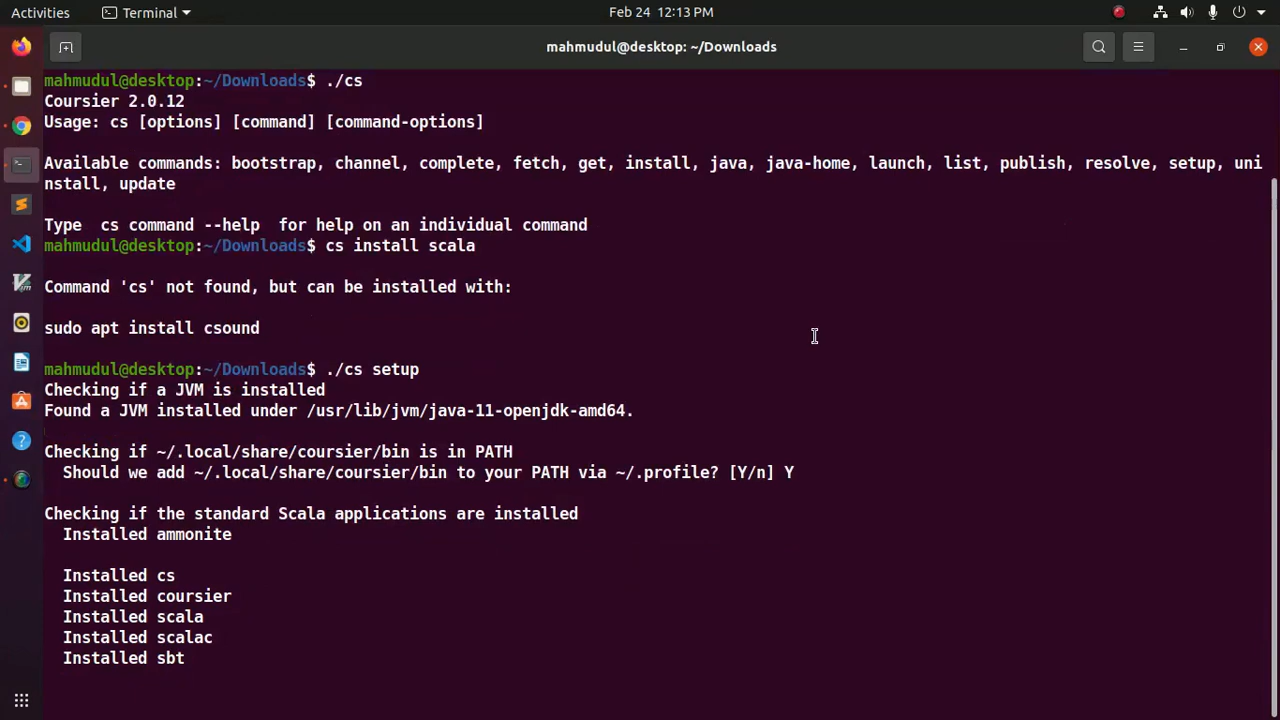 Activities
Terminal
Feb 24 12:13 PM
mahmudul@desktop: ~/Downloads
mahmudul@desktop:~/Downloads$ ./cs
Coursier 2.0.12
Usage: cs [options] [command] [command-options]
Available commands: bootstrap, channel, complete, fetch, get, install, java, java-home, launch, list, publish, resolve, setup, uni
nstall, update
Type  cs command --help  for help on an individual command
mahmudul@desktop:~/Downloads$ cs install scala
Command 'cs' not found, but can be installed with:
sudo apt install csound
mahmudul@desktop:~/Downloads$ ./cs setup
Checking if a JVM is installed
Found a JVM installed under /usr/lib/jvm/java-11-openjdk-amd64.
Checking if ~/.local/share/coursier/bin is in PATH
  Should we add ~/.local/share/coursier/bin to your PATH via ~/.profile? [Y/n] Y
Checking if the standard Scala applications are installed
  Installed ammonite
  Installed cs
  Installed coursier
  Installed scala
  Installed scalac
  Installed sbt